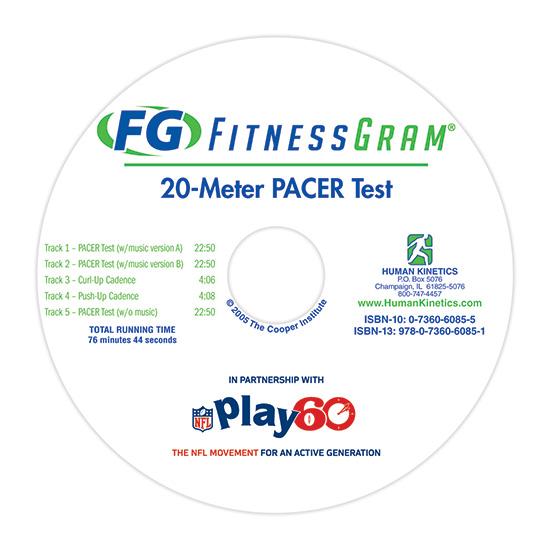 FG FITNESSGRAM®
20-Meter PACER Test
Track 1 – PACER Test (w/music version A) 22:50
Track 2 – PACER Test (w/music version B) 22:50
Track 3 – Curl-Up Cadence 4:06
Track 4 – Push-Up Cadence 4:08
Track 5 – PACER Test (w/o music) 22:50
TOTAL RUNNING TIME
76 minutes 44 seconds
© 2005 The Cooper Institute
HUMAN KINETICS
P.O. Box 5076
Champaign, IL 61825-5076
800-747-4457
www.HumanKinetics.com
ISBN-10: 0-7360-6085-5
ISBN-13: 978-0-7360-6085-1
IN PARTNERSHIP WITH
NFL play60
THE NFL MOVEMENT FOR AN ACTIVE GENERATION